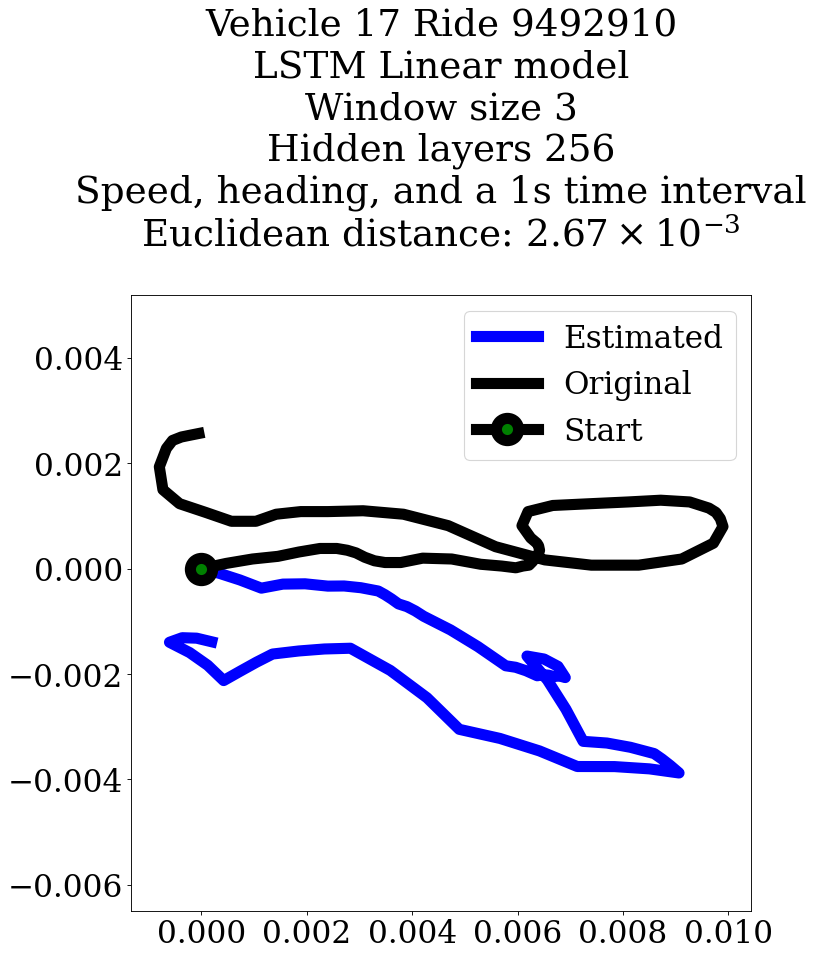 Vehicle 17 Ride 9492910
LSTM Linear model
Window size 3
Hidden layers 256
Speed, heading, and a 1s time interval
Euclidean distance: 2.67 × 10⁻³
Estimated
Original
Start
0.004
0.002
0.000
−0.002
−0.004
−0.006
0.000 0.002 0.004 0.006 0.008 0.010